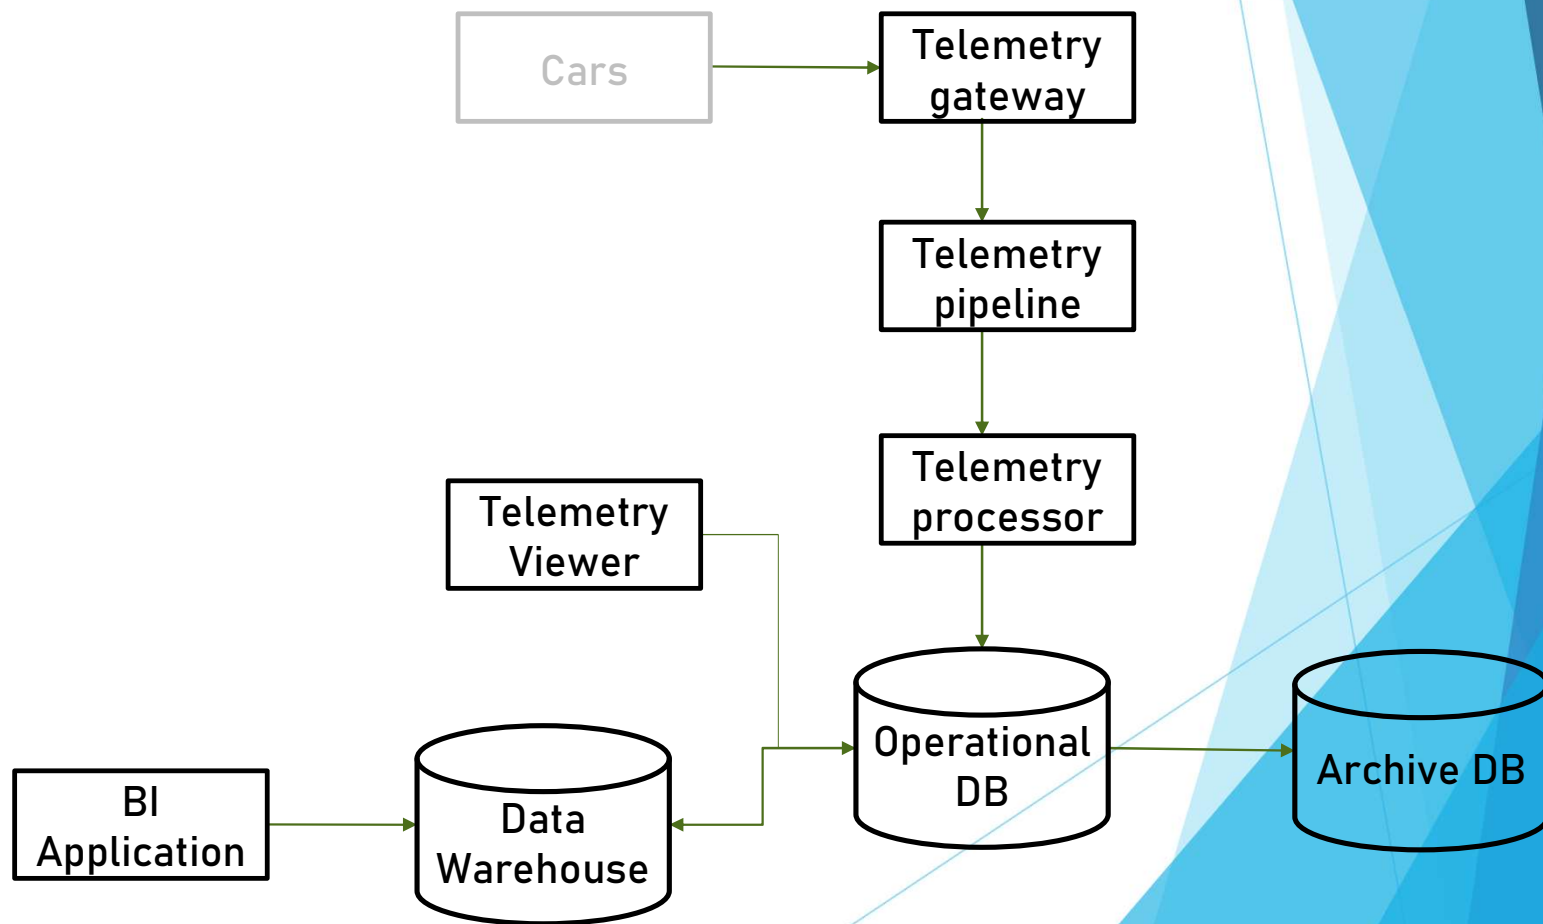 Cars
Telemetry
gateway
Telemetry
pipeline
Telemetry
processor
Telemetry
Viewer
Operational
DB
Archive DB
BI
Application
Data
Warehouse